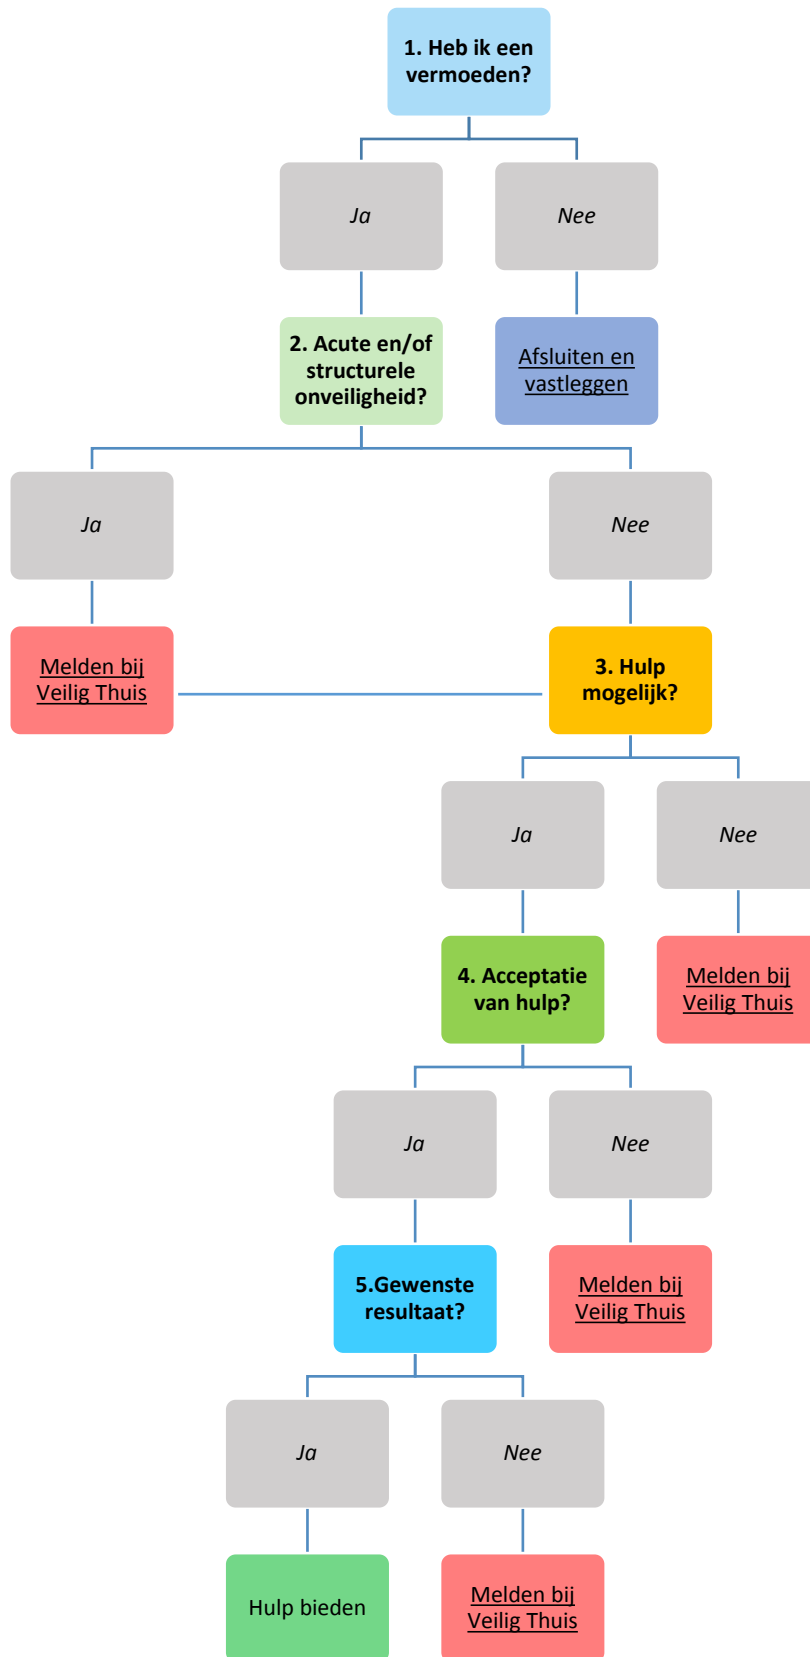 1. Heb ik een
vermoeden?
Ja
Nee
2. Acute en/of
structurele
onveiligheid?
Afsluiten en
vastleggen
Ja
Nee
Melden bij
Veilig Thuis
3. Hulp
mogelijk?
Ja
Nee
4. Acceptatie
van hulp?
Melden bij
Veilig Thuis
Ja
Nee
5.Gewenste
resultaat?
Melden bij
Veilig Thuis
Ja
Nee
Hulp bieden
Melden bij
Veilig Thuis